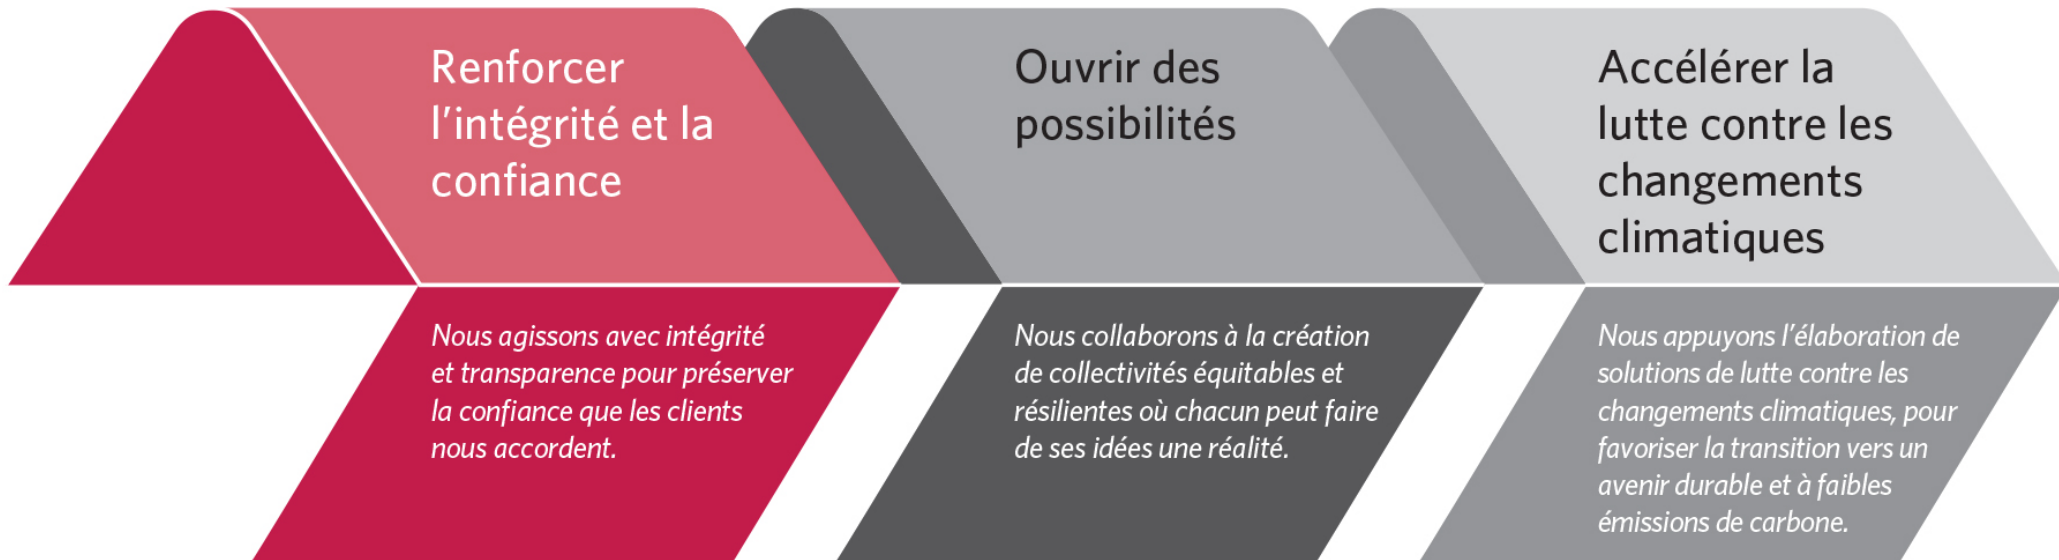 Renforcer
l'intégrité et la
confiance
Nous agissons avec intégrité
et transparence pour préserver
la confiance que les clients
nous accordent.
Ouvrir des
possibilités
Nous collaborons à la création
de collectivités équitables et
résilientes où chacun peut faire
de ses idées une réalité.
Accélérer la
lutte contre les
changements
climatiques
Nous appuyons l'élaboration de
solutions de lutte contre les
changements climatiques, pour
favoriser la transition vers un
avenir durable et à faibles
émissions de carbone.